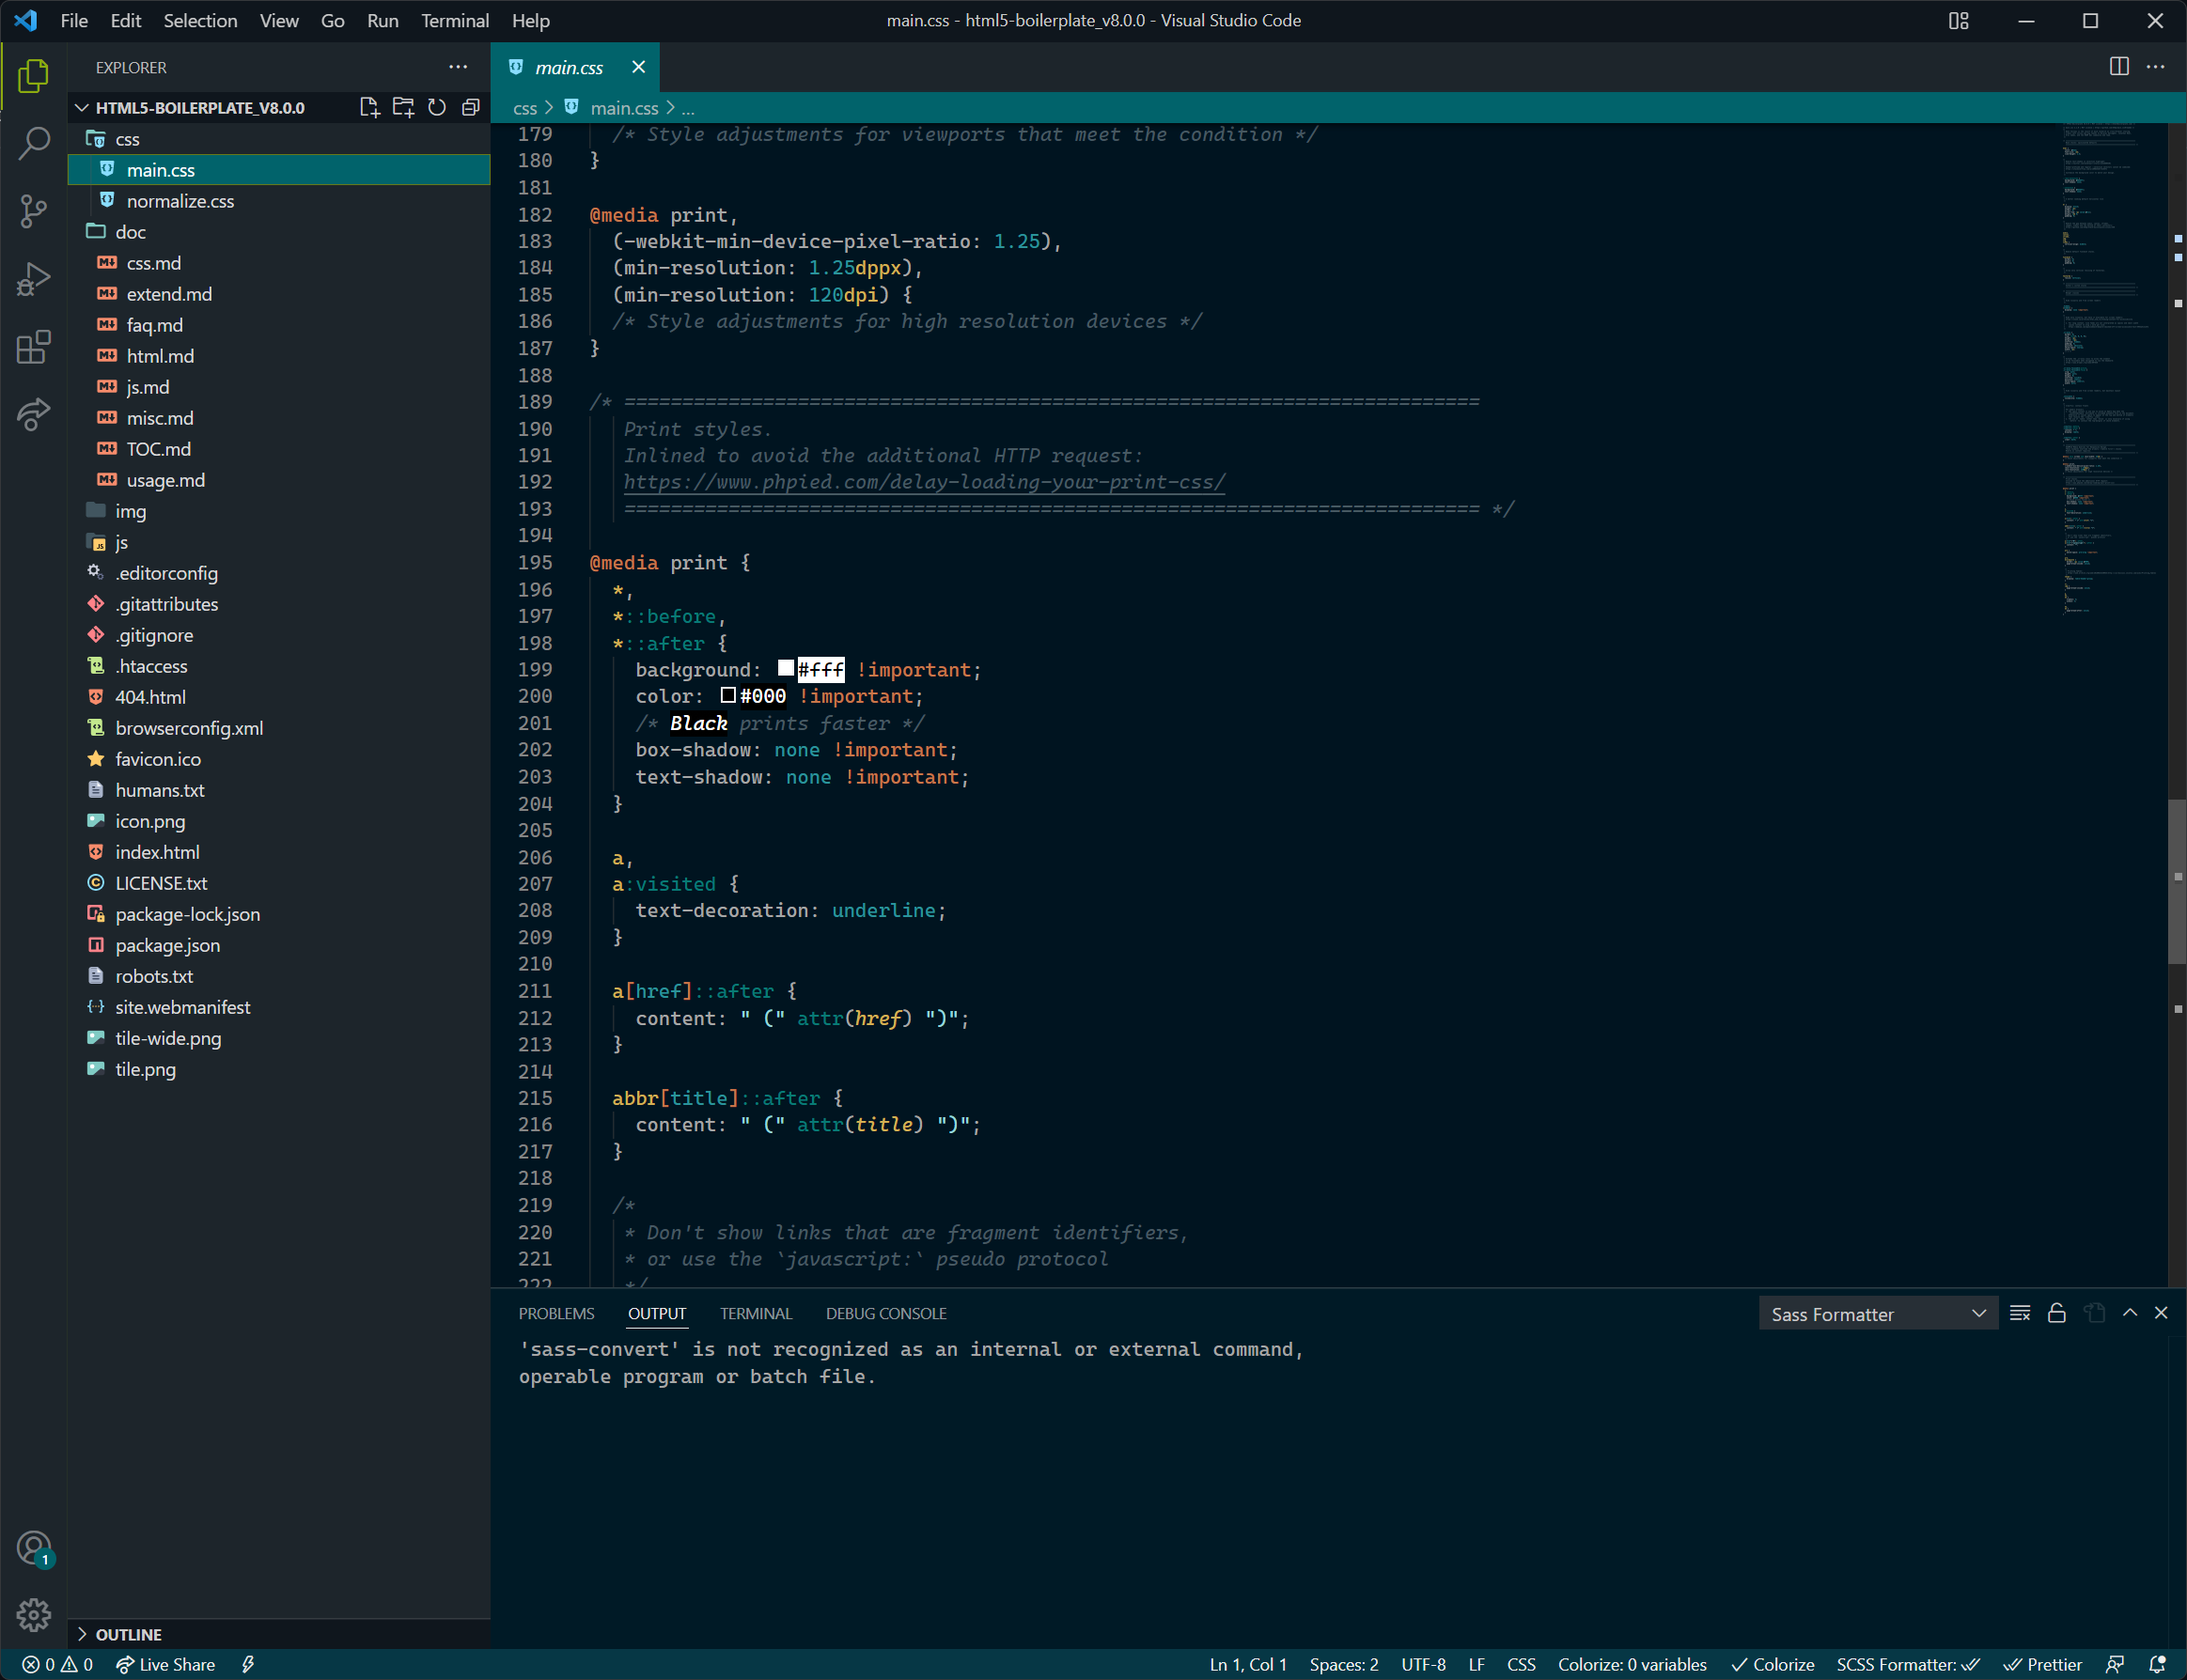 File Edit Selection View Go Run Terminal Help
main.css - html5-boilerplate_v8.0.0 - Visual Studio Code
EXPLORER
HTML5-BOILERPLATE_V8.0.0
css
main.css
normalize.css
doc
css.md
extend.md
faq.md
html.md
js.md
misc.md
TOC.md
usage.md
img
js
.editorconfig
.gitattributes
.gitignore
.htaccess
404.html
browserconfig.xml
favicon.ico
humans.txt
icon.png
index.html
LICENSE.txt
package-lock.json
package.json
robots.txt
site.webmanifest
tile-wide.png
tile.png
OUTLINE
1
main.css
css > main.css > ...
179 /* Style adjustments for viewports that meet the condition */
180 }
181
182 @media print,
183 (-webkit-min-device-pixel-ratio: 1.25),
184 (min-resolution: 1.25dppx),
185 (min-resolution: 120dpi) {
186 /* Style adjustments for high resolution devices */
187 }
188
189 /* ==========================================================================
190 Print styles.
191 Inlined to avoid the additional HTTP request:
192 https://www.phpied.com/delay-loading-your-print-css/
193 ========================================================================== */
194
195 @media print {
196 *,
197 *::before,
198 *::after {
199 background: #fff !important;
200 color: #000 !important;
201 /* Black prints faster */
202 box-shadow: none !important;
203 text-shadow: none !important;
204 }
205
206 a,
207 a:visited {
208 text-decoration: underline;
209 }
210
211 a[href]::after {
212 content: " (" attr(href) ")";
213 }
214
215 abbr[title]::after {
216 content: " (" attr(title) ")";
217 }
218
219 /*
220 * Don't show links that are fragment identifiers,
221 * or use the `javascript:` pseudo protocol
222 */
PROBLEMS OUTPUT TERMINAL DEBUG CONSOLE
Sass Formatter
'sass-convert' is not recognized as an internal or external command,
operable program or batch file.
0 0 Live Share
Ln 1, Col 1 Spaces: 2 UTF-8 LF CSS Colorize: 0 variables Colorize SCSS Formatter: Prettier